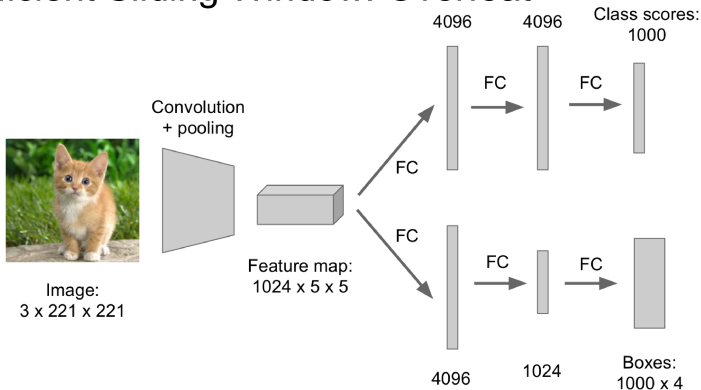 4096
4096
Class scores:
1000
FC
FC
Convolution
+ pooling
FC
Image:
3 x 221 x 221
Feature map:
1024 x 5 x 5
FC
FC
FC
4096
1024
Boxes:
1000 x 4